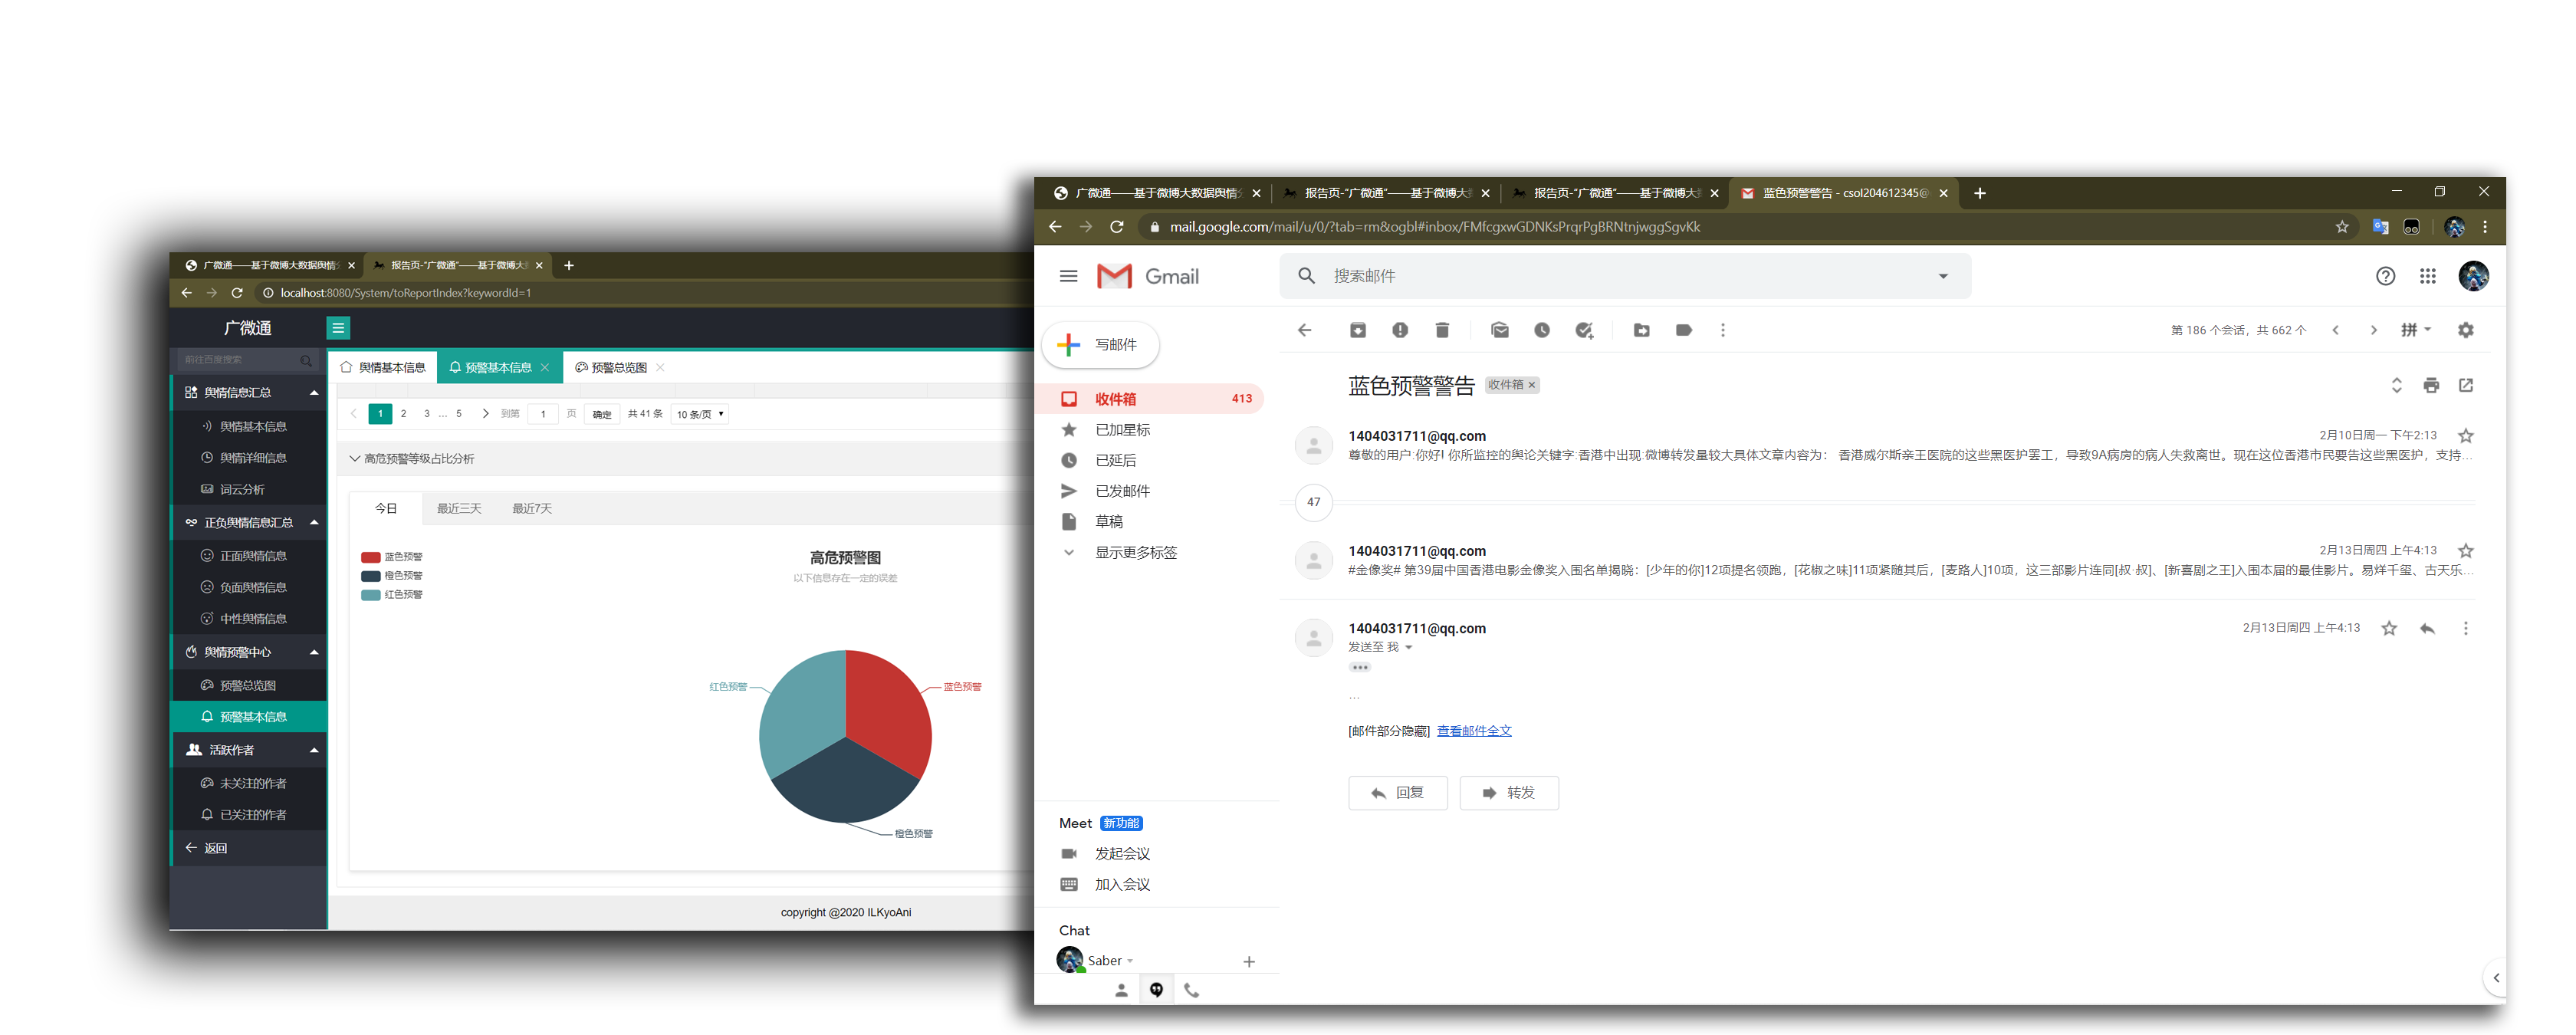 广微通——基于微博大数据舆情分
报告页-“广微通”——基于微博大
localhost:8080/System/toReportIndex?keywordId=1
广微通
前往百度搜索
舆情信息汇总
舆情基本信息
舆情详细信息
词云分析
正负舆情信息汇总
正面舆情信息
负面舆情信息
中性舆情信息
舆情预警中心
预警总览图
预警基本信息
活跃作者
未关注的作者
已关注的作者
返回
舆情基本信息
预警基本信息
预警总览图
1 2 3 … 5 到第 1 页 确定 共 41 条 10 条/页
高危预警等级占比分析
今日 最近三天 最近7天
蓝色预警
橙色预警
红色预警
高危预警图
以下信息存在一定的误差
红色预警
蓝色预警
橙色预警
copyright @2020 ILKyoAni
广微通——基于微博大数据舆情分
报告页-“广微通”——基于微博大
报告页-“广微通”——基于微博大
蓝色预警警告 - csol204612345@
mail.google.com/mail/u/0/?tab=rm&ogbl#inbox/FMfcgxwGDNKsPrqrPgBRNtnjwggSgvKk
Gmail
搜索邮件
写邮件
收件箱 413
已加星标
已延后
已发邮件
草稿
显示更多标签
Meet 新功能
发起会议
加入会议
Chat
Saber
第 186 个会话，共 662 个
拼
蓝色预警警告 收件箱
1404031711@qq.com
2月10日周一 下午2:13
尊敬的用户:你好! 你所监控的舆论关键字:香港中出现:微博转发量较大具体文章内容为： 香港威尔斯亲王医院的这些黑医护罢工，导致9A病房的病人失救离世。现在这位香港市民要告这些黑医护，支持…
47
1404031711@qq.com
2月13日周四 上午4:13
#金像奖# 第39届中国香港电影金像奖入围名单揭晓：[少年的你]12项提名领跑，[花椒之味]11项紧随其后，[麦路人]10项，这三部影片连同[叔·叔]、[新喜剧之王]入围本届的最佳影片。易烊千玺、古天乐…
1404031711@qq.com
2月13日周四 上午4:13
发送至 我
...
[邮件部分隐藏] 查看邮件全文
回复
转发